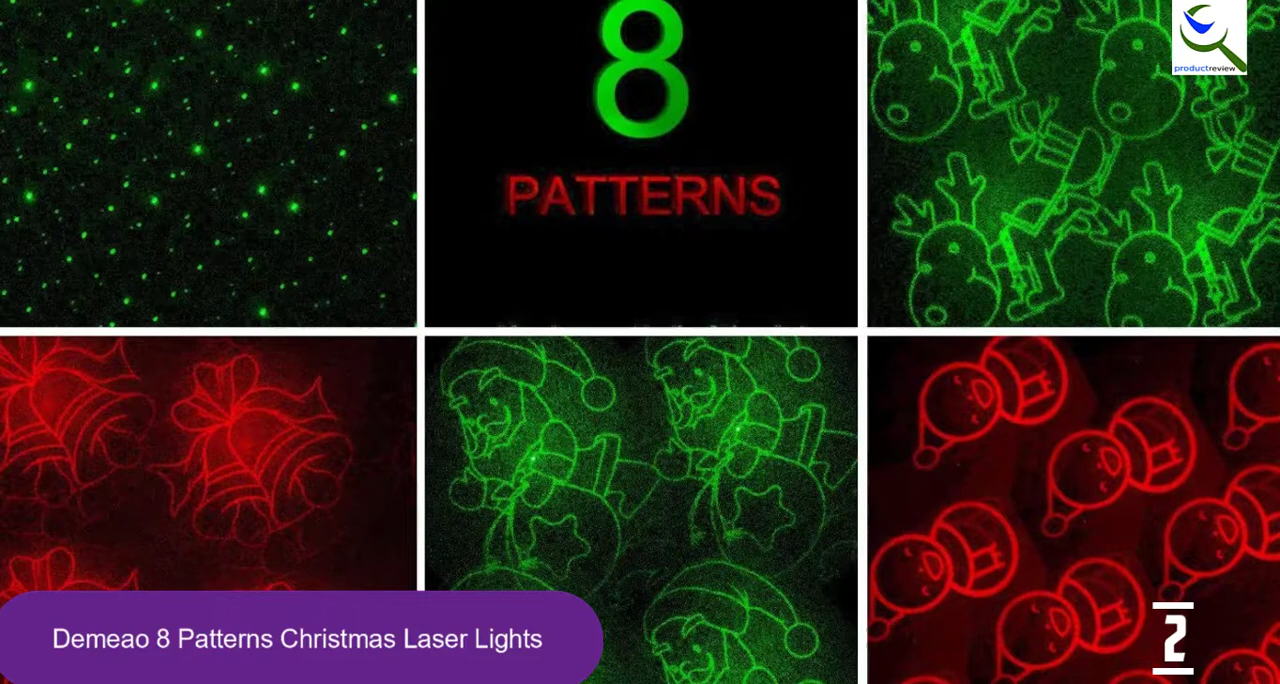 8
PATTERNS
productreview
Demeao 8 Patterns Christmas Laser Lights
2